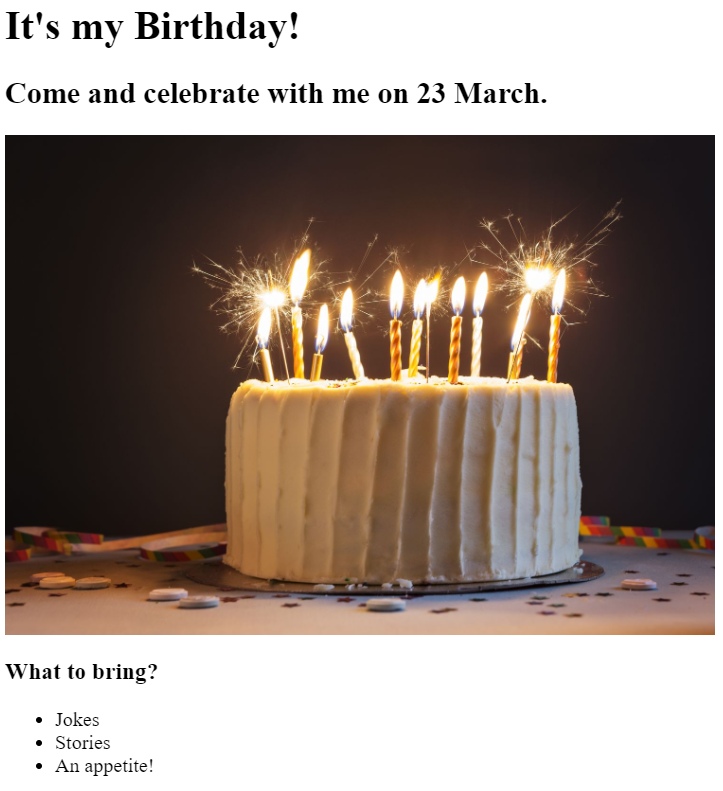 It's my Birthday!
Come and celebrate with me on 23 March.
What to bring?
Jokes
Stories
An appetite!